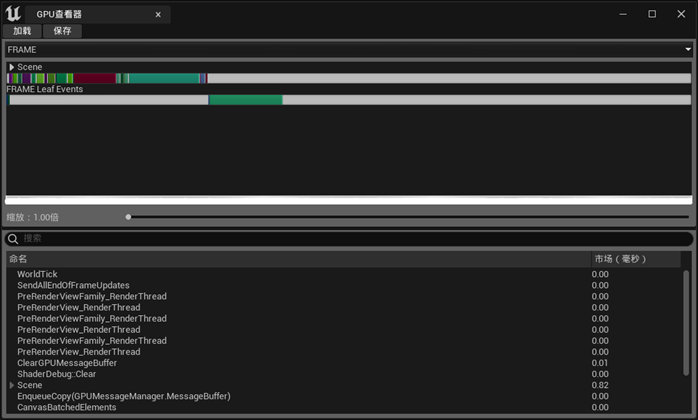 GPU查看器
加载 保存
FRAME
Scene
FRAME Leaf Events
缩放：1.00倍
搜索
命名 市场（毫秒）
WorldTick 0.00
SendAllEndOfFrameUpdates 0.00
PreRenderViewFamily_RenderThread 0.00
PreRenderView_RenderThread 0.00
PreRenderViewFamily_RenderThread 0.00
PreRenderView_RenderThread 0.00
PreRenderViewFamily_RenderThread 0.00
PreRenderView_RenderThread 0.00
ClearGPUMessageBuffer 0.01
ShaderDebug::Clear 0.00
Scene 0.82
EnqueueCopy(GPUMessageManager.MessageBuffer) 0.00
CanvasBatchedElements 0.00